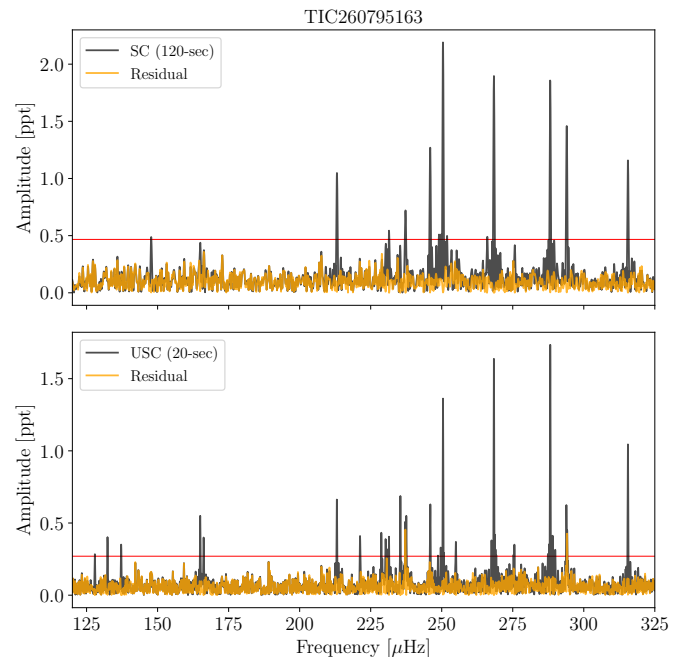 TIC260795163
SC (120-sec)
Residual
Amplitude [ppt]
2.0
1.5
1.0
0.5
0.0
USC (20-sec)
Residual
Amplitude [ppt]
1.5
1.0
0.5
0.0
125 150 175 200 225 250 275 300 325
Frequency [μHz]